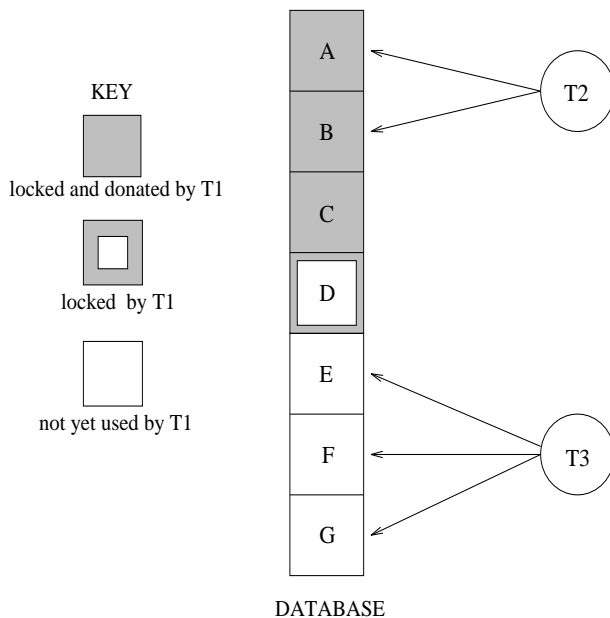 KEY
locked and donated by T1
locked by T1
not yet used by T1
A
B
C
D
E
F
G
DATABASE
T2
T3